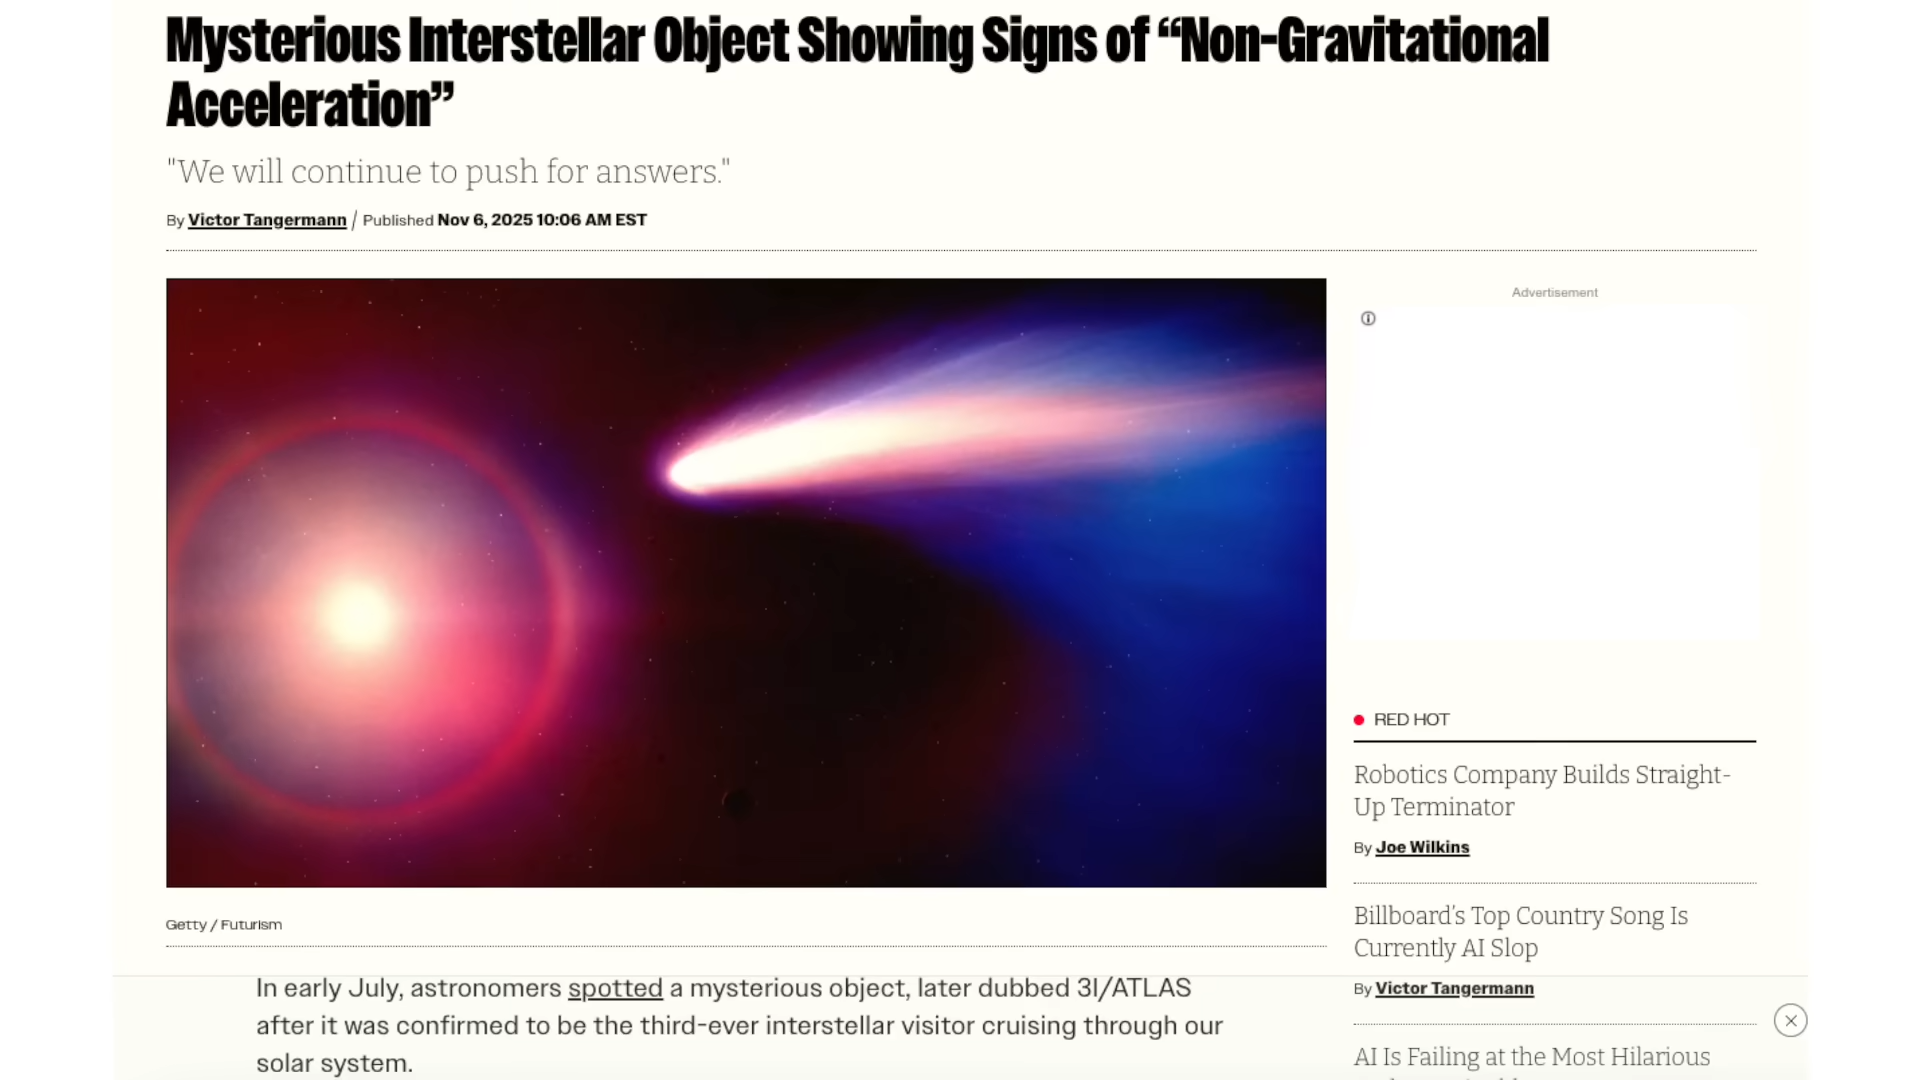 Mysterious Interstellar Object Showing Signs of “Non-Gravitational
Acceleration”
"We will continue to push for answers."
By Victor Tangermann / Published Nov 6, 2025 10:06 AM EST
Advertisement
Getty / Futurism
In early July, astronomers spotted a mysterious object, later dubbed 3I/ATLAS
after it was confirmed to be the third-ever interstellar visitor cruising through our
solar system.
RED HOT
Robotics Company Builds Straight-
Up Terminator
By Joe Wilkins
Billboard’s Top Country Song Is
Currently AI Slop
By Victor Tangermann
AI Is Failing at the Most Hilarious